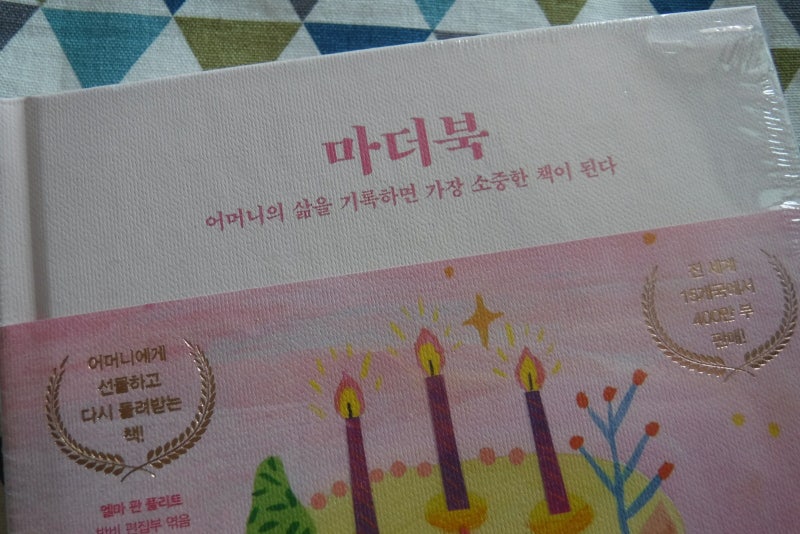 마더북
어머니의 삶을 기록하면 가장 소중한 책이 된다
어머니에게
선물하고
다시 돌려받는
책!
전 세계
15개국에서
400만 부
판매!
엘마 판 플리트
반비 편집부 엮음